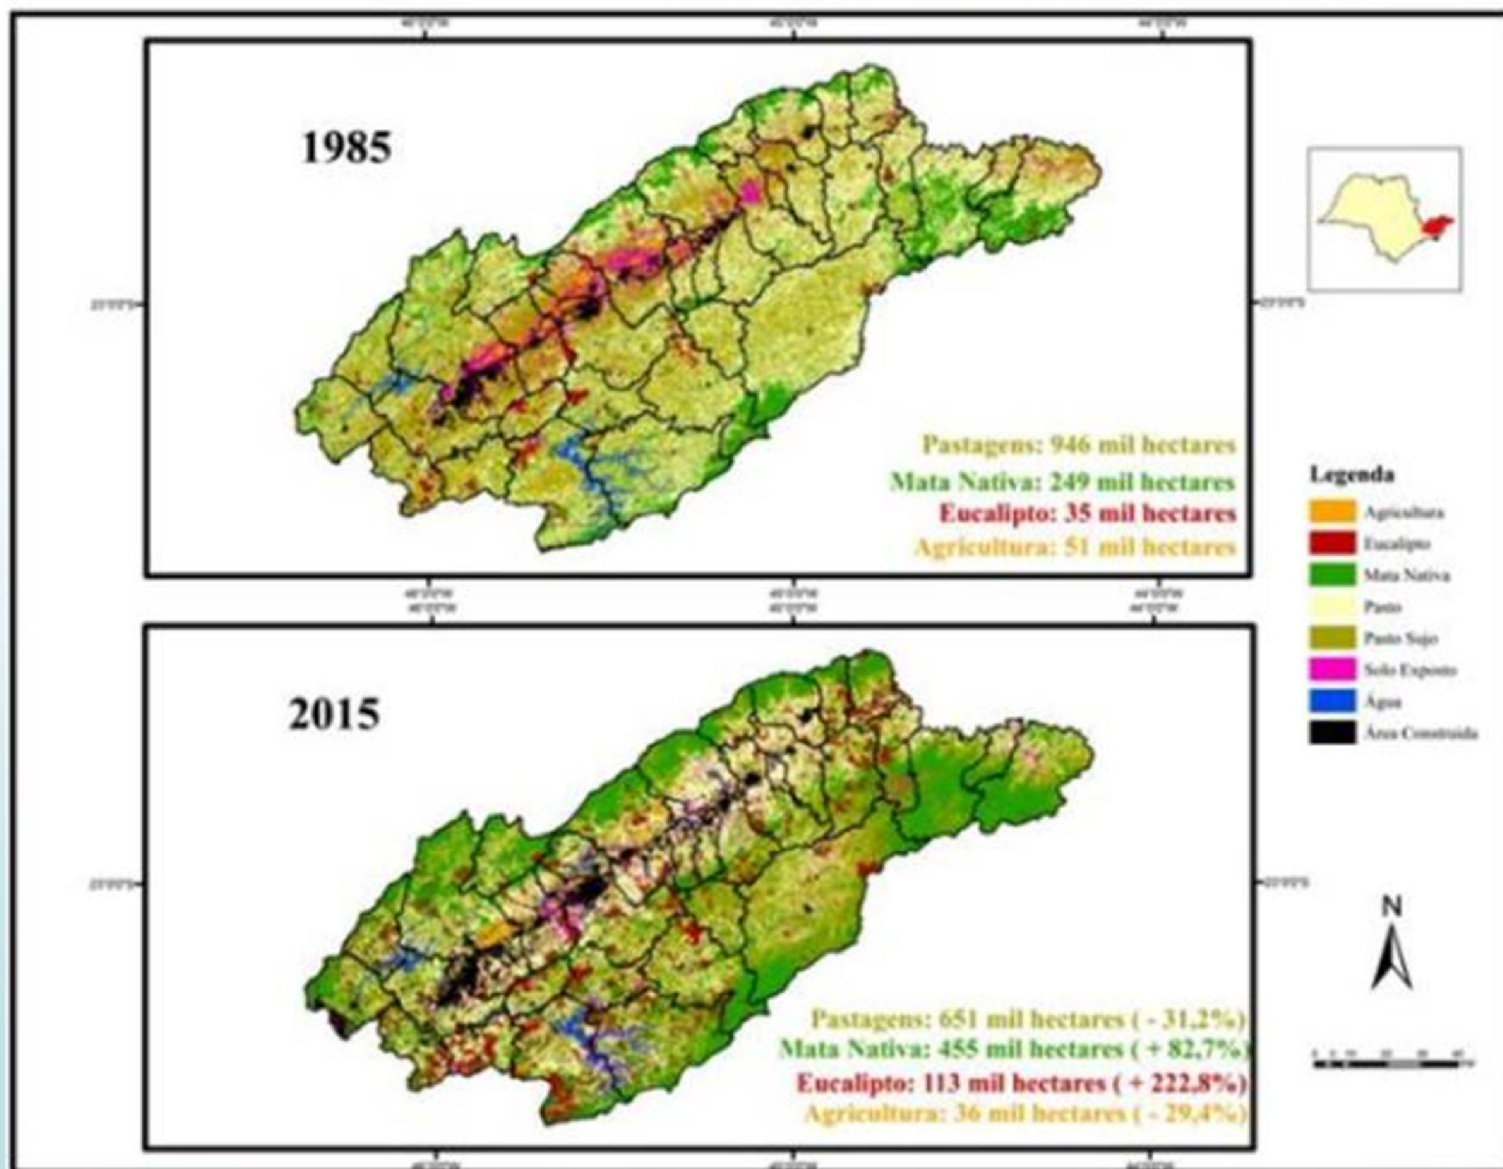 1985
Pastagens: 946 mil hectares
Mata Nativa: 249 mil hectares
Eucalipto: 35 mil hectares
Agricultura: 51 mil hectares
Legenda
Agricultura
Eucalipto
Mata Nativa
Pasto
Pasto Sujo
Solo Exposto
Água
Área Construída
2015
Pastagens: 651 mil hectares ( - 31,2%)
Mata Nativa: 455 mil hectares ( + 82,7%)
Eucalipto: 113 mil hectares ( + 222,8%)
Agricultura: 36 mil hectares ( - 29,4%)
N